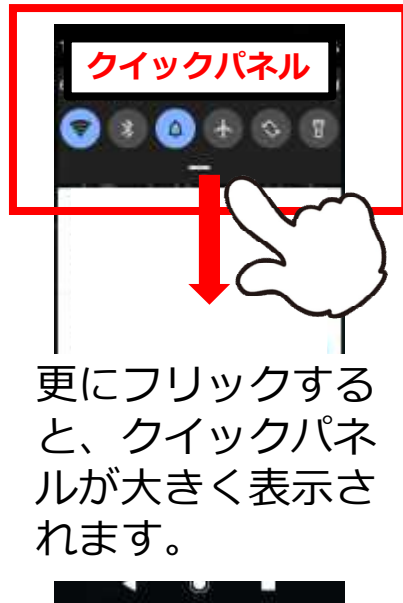 クイックパネル
更にフリックする
と、クイックパネ
ルが大きく表示さ
れます。